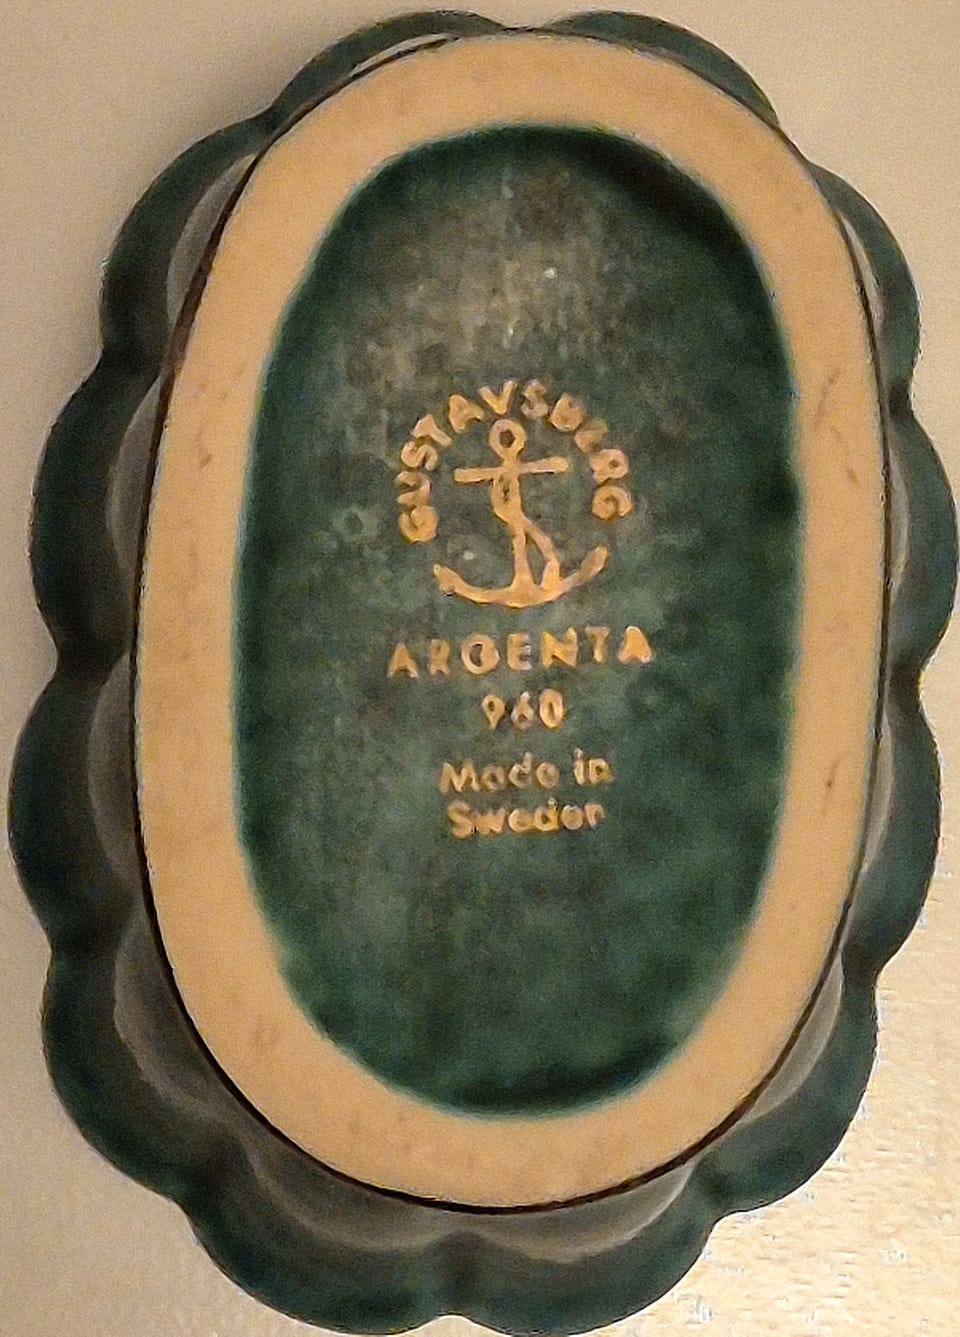 GUSTAVSBERG
ARGENTA
960
Made in
Sweden